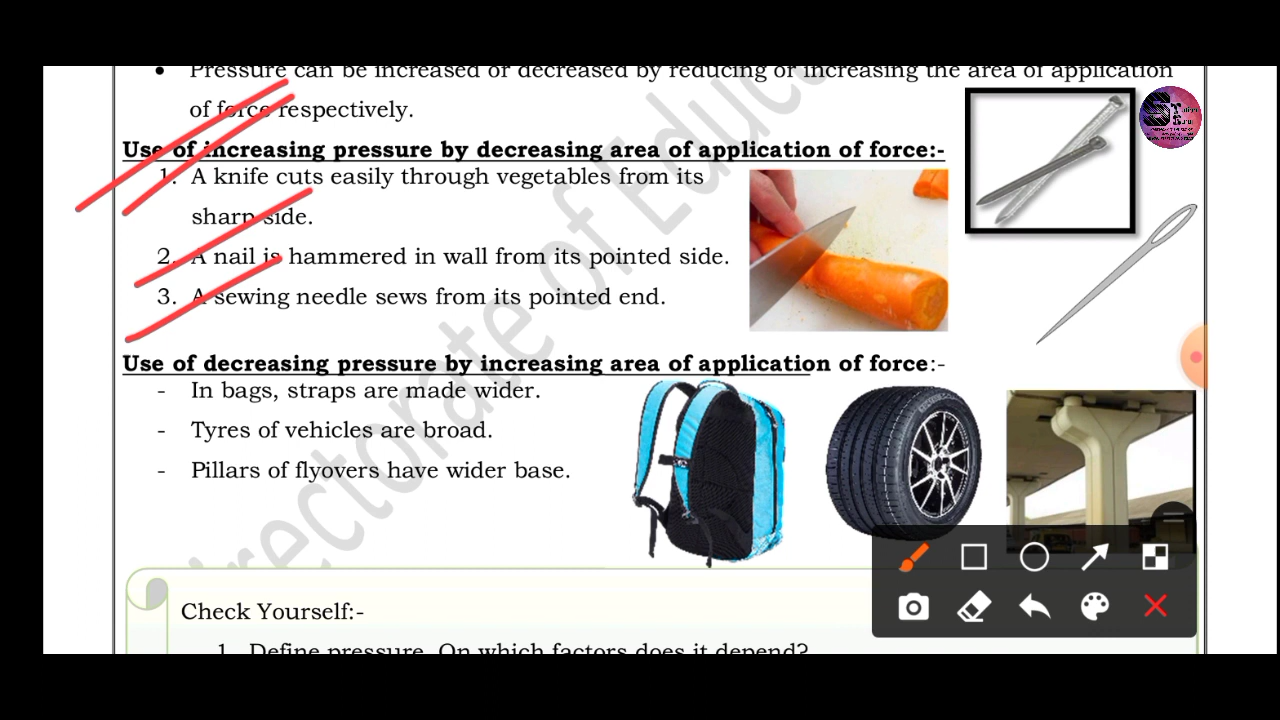 • Pressure can be increased or decreased by reducing or increasing the area of application
of force respectively.
Use of increasing pressure by decreasing area of application of force:-
1. A knife cuts easily through vegetables from its
sharp side.
2. A nail is hammered in wall from its pointed side.
3. A sewing needle sews from its pointed end.
Use of decreasing pressure by increasing area of application of force:-
- In bags, straps are made wider.
- Tyres of vehicles are broad.
- Pillars of flyovers have wider base.
Check Yourself:-
1. Define pressure. On which factors does it depend?